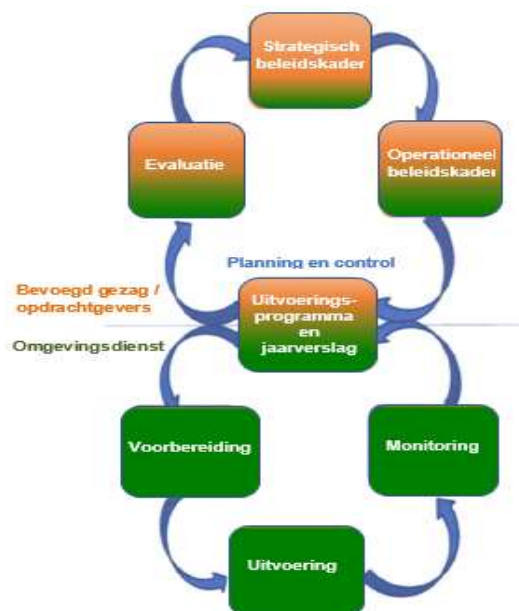 Strategisch
beleidskader
Evaluatie
Operationeel
beleidskader
Planning en control
Bevoegd gezag /
opdrachtgevers
Uitvoerings-
programma
en
jaarverslag
Omgevingsdienst
Voorbereiding
Monitoring
Uitvoering